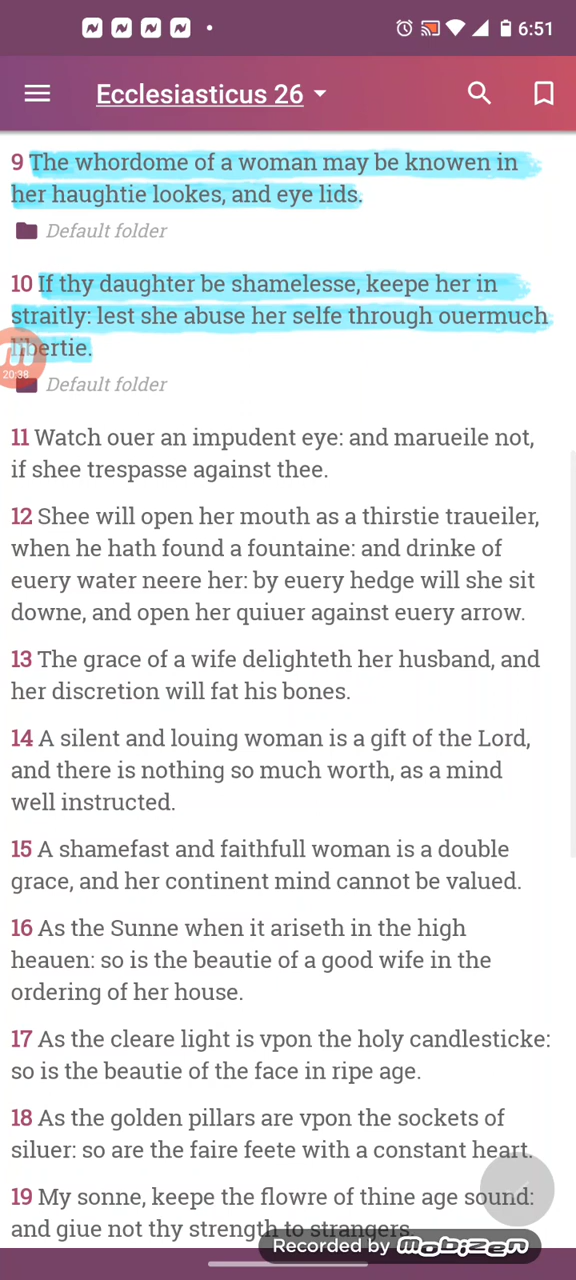 6:51
Ecclesiasticus 26
9 The whordome of a woman may be knowen in
her haughtie lookes, and eye lids.
Default folder
10 If thy daughter be shamelesse, keepe her in
straitly: lest she abuse her selfe through ouermuch
libertie.
20:38
Default folder
11 Watch ouer an impudent eye: and marueile not,
if shee trespasse against thee.
12 Shee will open her mouth as a thirstie traueiler,
when he hath found a fountaine: and drinke of
euery water neere her: by euery hedge will she sit
downe, and open her quiuer against euery arrow.
13 The grace of a wife delighteth her husband, and
her discretion will fat his bones.
14 A silent and louing woman is a gift of the Lord,
and there is nothing so much worth, as a mind
well instructed.
15 A shamefast and faithfull woman is a double
grace, and her continent mind cannot be valued.
16 As the Sunne when it ariseth in the high
heauen: so is the beautie of a good wife in the
ordering of her house.
17 As the cleare light is vpon the holy candlesticke:
so is the beautie of the face in ripe age.
18 As the golden pillars are vpon the sockets of
siluer: so are the faire feete with a constant heart.
19 My sonne, keepe the flowre of thine age sound:
and giue not thy strength to strangers.
Recorded by mobizen